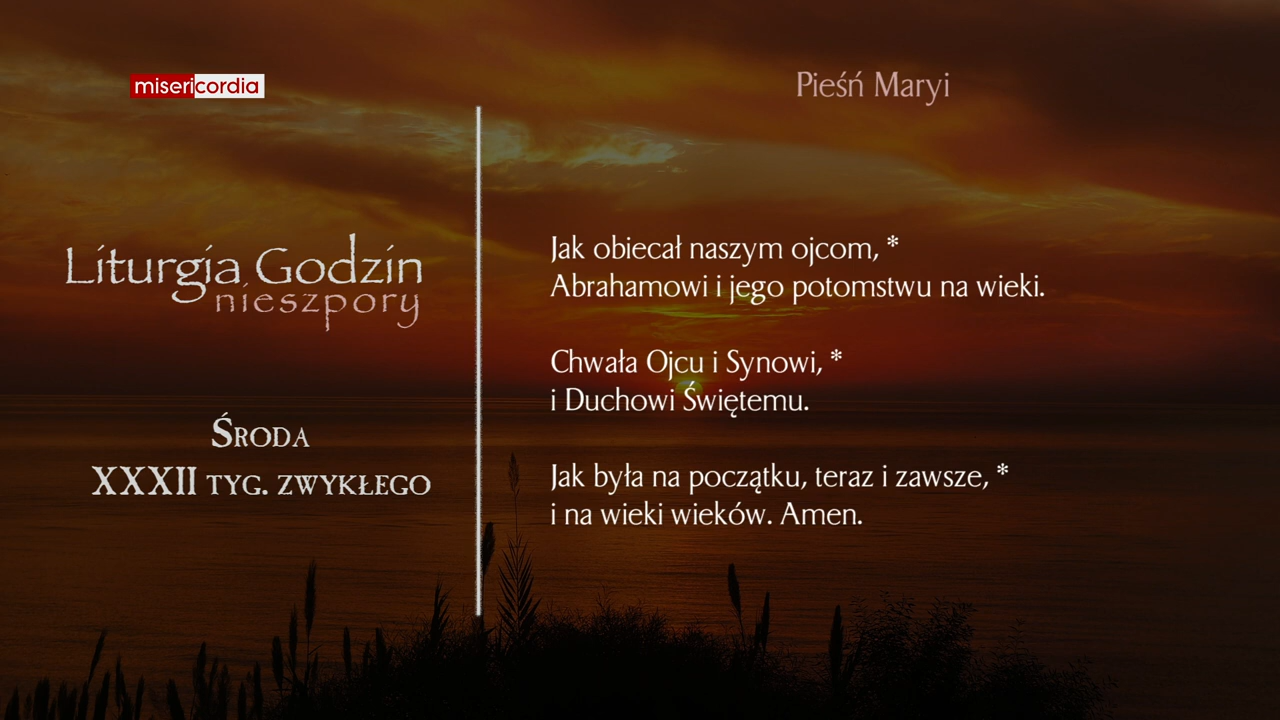 misericordia
Pieśń Maryi
Liturgia Godzin
nieszpory
Środa
XXXII tyg. zwykłego
Jak obiecał naszym ojcom, *
Abrahamowi i jego potomstwu na wieki.
Chwała Ojcu i Synowi, *
i Duchowi Świętemu.
Jak była na początku, teraz i zawsze, *
i na wieki wieków. Amen.